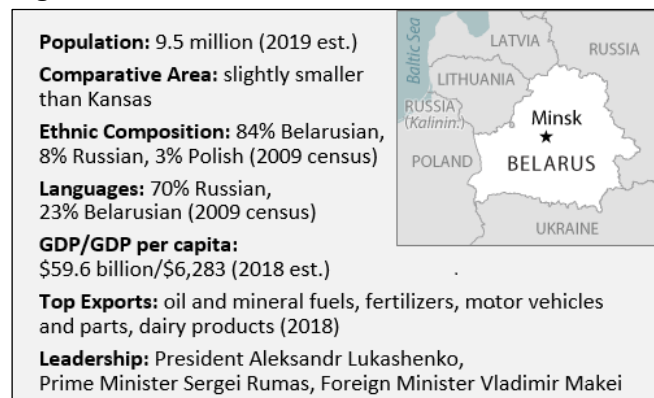 Population: 9.5 million (2019 est.)
Comparative Area: slightly smaller
than Kansas
Ethnic Composition: 84% Belarusian,
8% Russian, 3% Polish (2009 census)
Languages: 70% Russian,
23% Belarusian (2009 census)
GDP/GDP per capita:
$59.6 billion/$6,283 (2018 est.)
Top Exports: oil and mineral fuels, fertilizers, motor vehicles
and parts, dairy products (2018)
Leadership: President Aleksandr Lukashenko,
Prime Minister Sergei Rumas, Foreign Minister Vladimir Makei
Baltic Sea
LATVIA
RUSSIA
LITHUANIA
RUSSIA
(Kalinin.)
Minsk
POLAND
BELARUS
UKRAINE